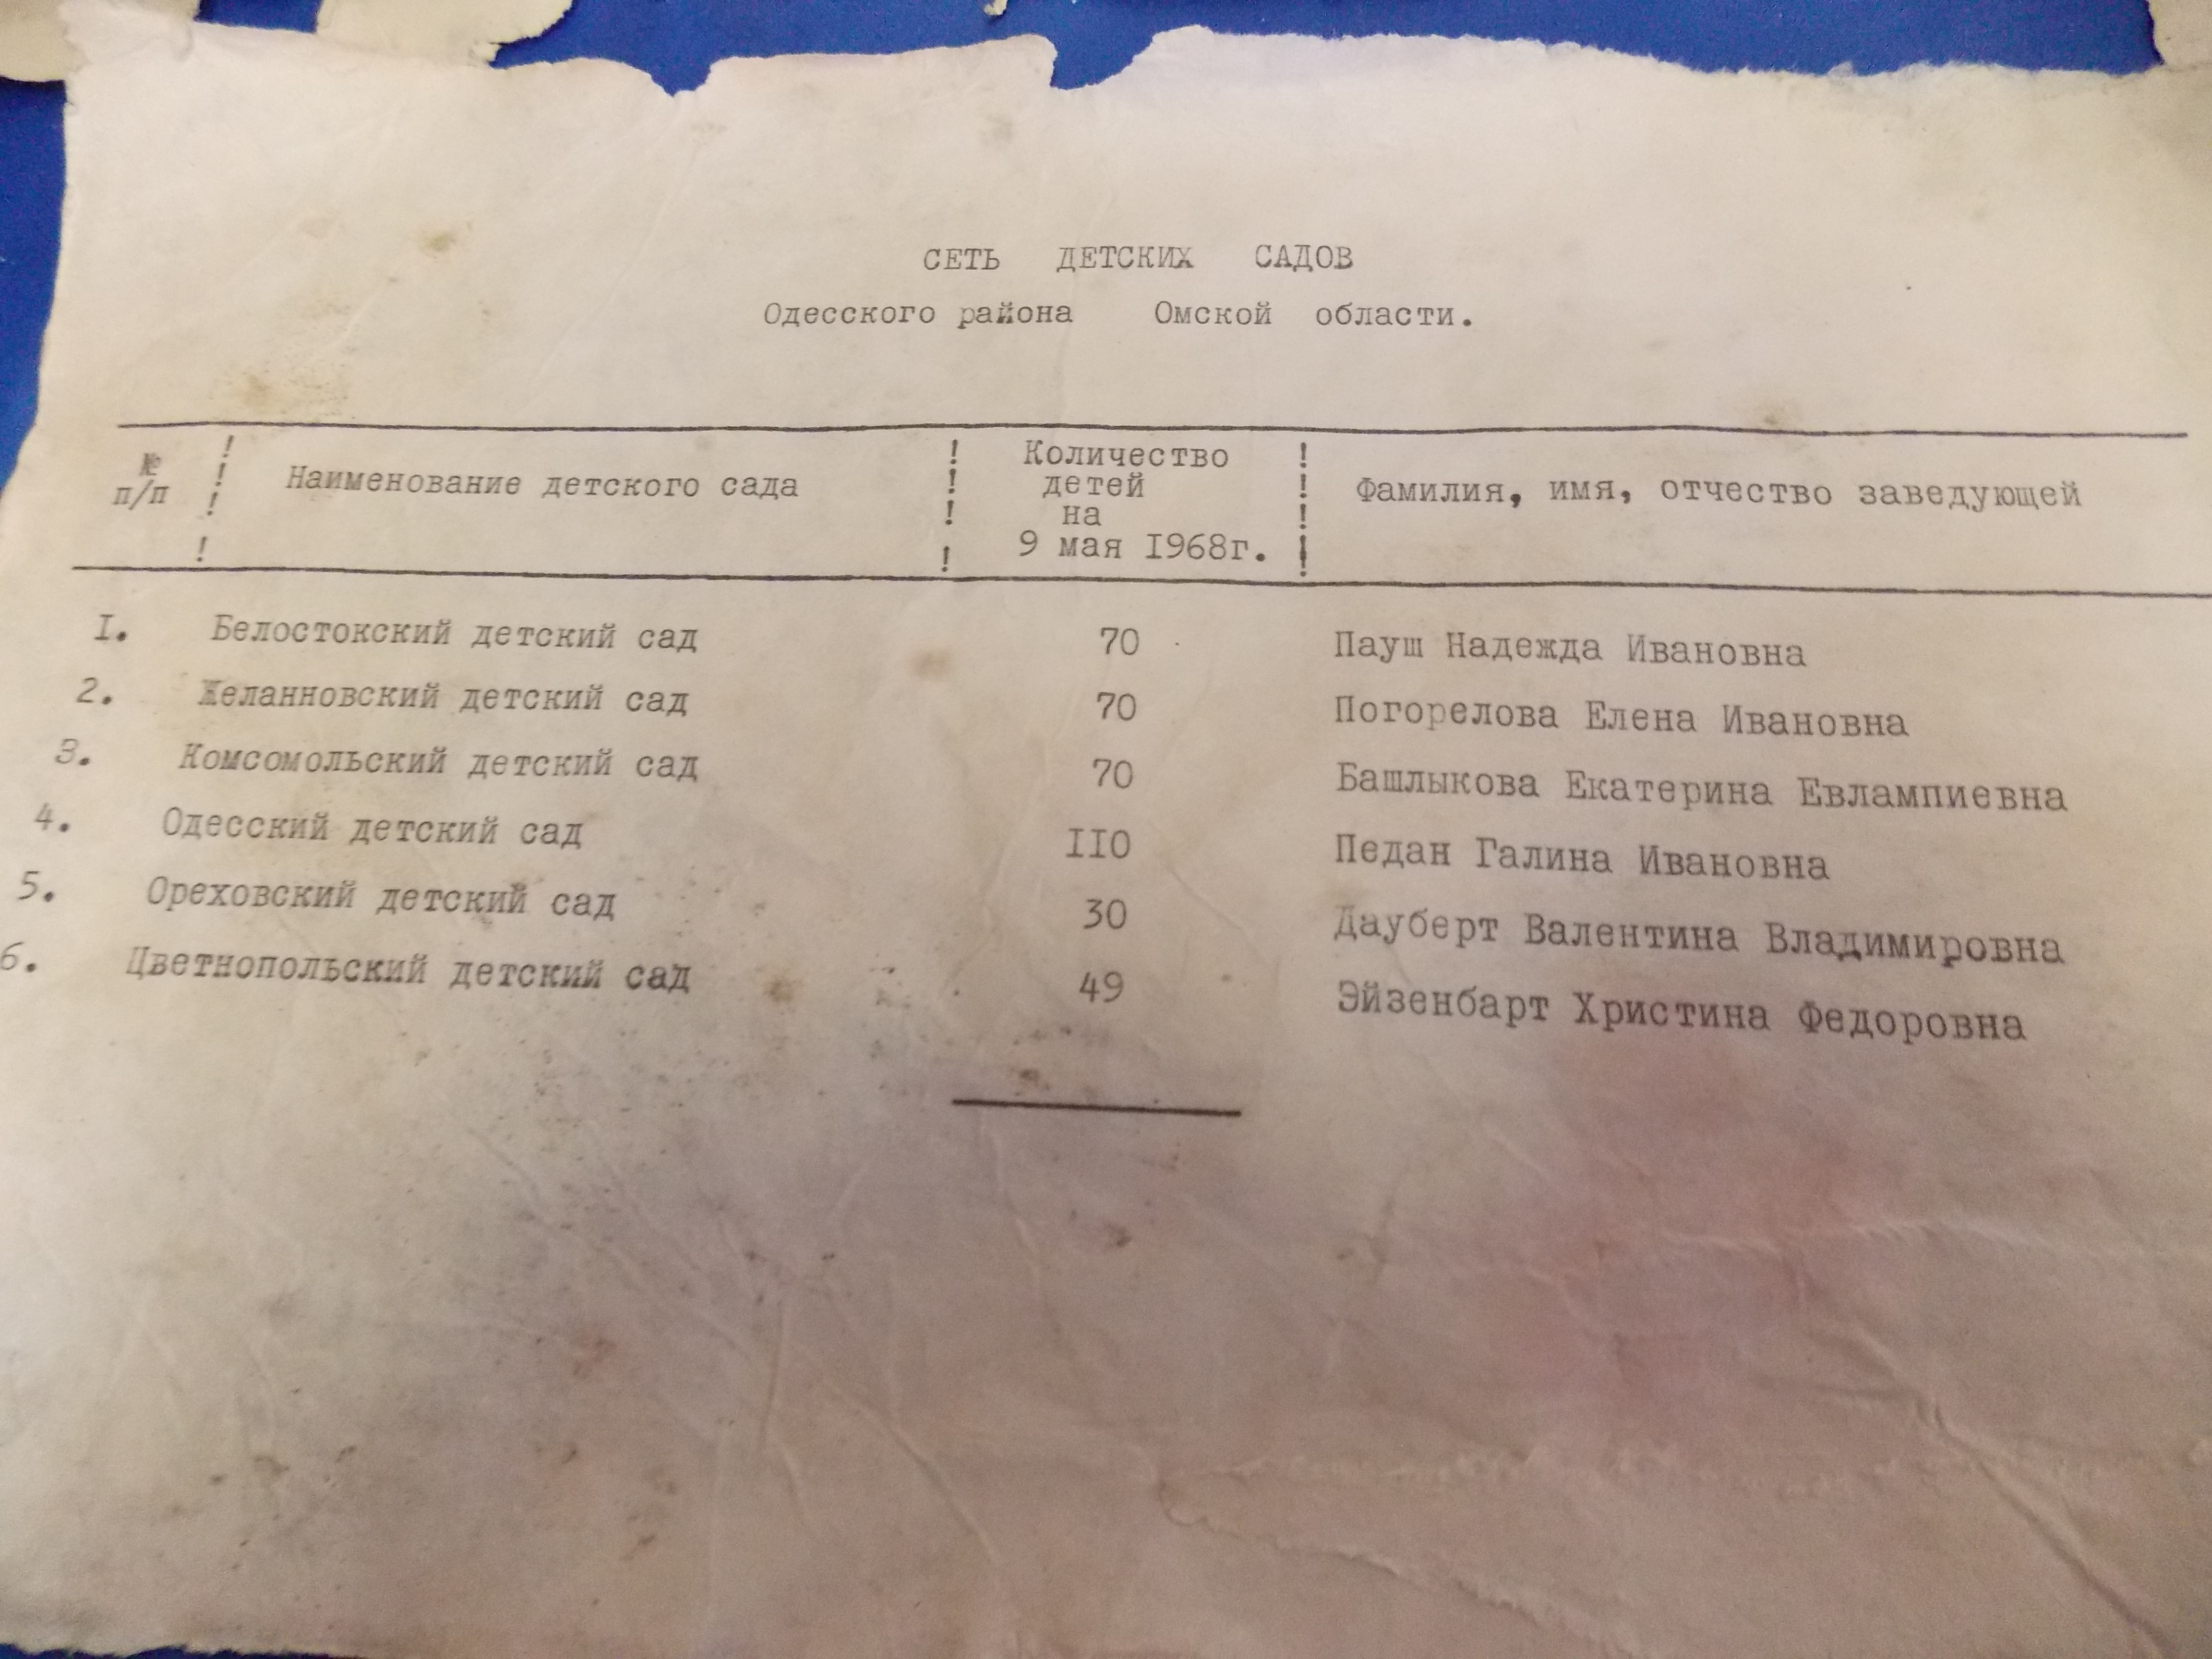 СЕТЬ ДЕТСКИХ САДОВ
Одесского района Омской области.
№ п/п ! Наименование детского сада ! Количество детей на 9 мая I968г. ! Фамилия, имя, отчество заведующей
I. Белостокский детский сад 70 Пауш Надежда Ивановна
2. Желанновский детский сад 70 Погорелова Елена Ивановна
3. Комсомольский детский сад 70 Башлыкова Екатерина Евлампиевна
4. Одесский детский сад II0 Педан Галина Ивановна
5. Ореховский детский сад 30 Дауберт Валентина Владимировна
6. Цветнопольский детский сад 49 Эйзенбарт Христина Федоровна